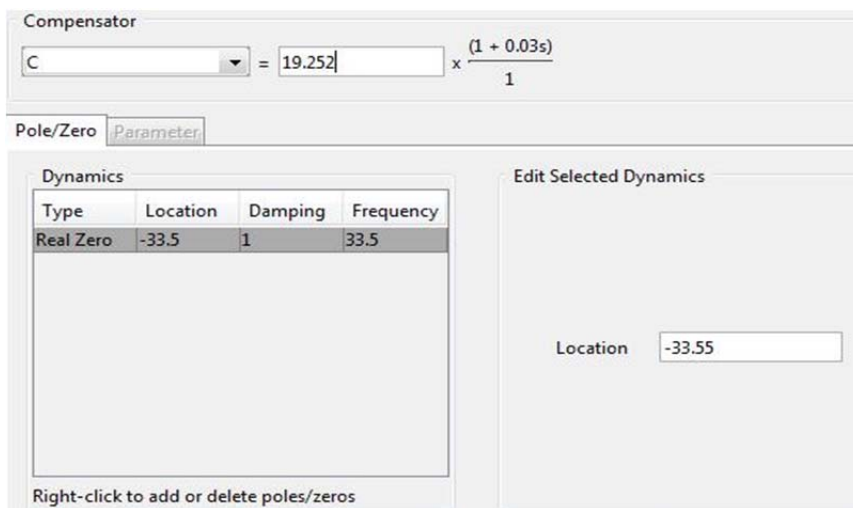 Compensator
C = 19.252 x (1 + 0.03s)
1
Pole/Zero Parameter
Dynamics Edit Selected Dynamics
Type Location Damping Frequency
Real Zero -33.5 1 33.5
Location -33.55
Right-click to add or delete poles/zeros